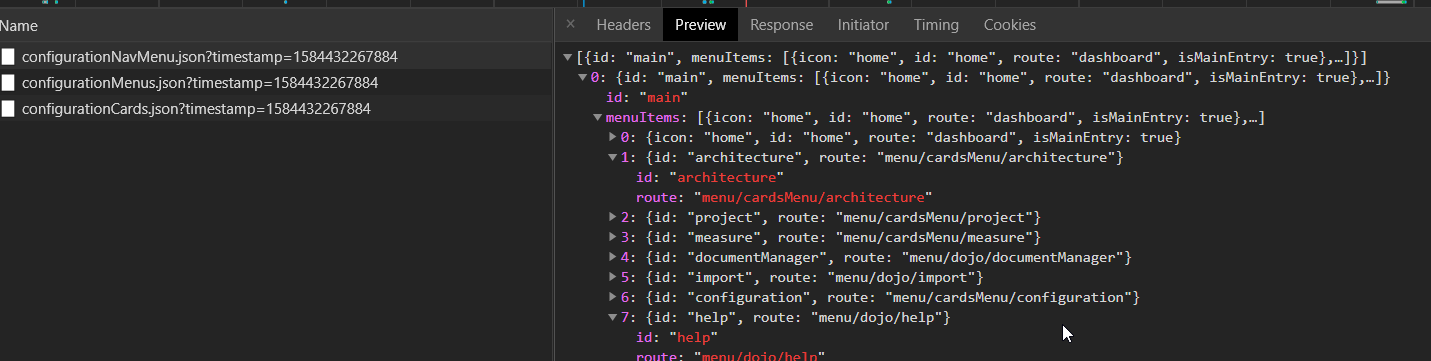 Name
configurationNavMenu.json?timestamp=1584432267884
configurationMenus.json?timestamp=1584432267884
configurationCards.json?timestamp=1584432267884
× Headers Preview Response Initiator Timing Cookies
[{id: "main", menuItems: [{icon: "home", id: "home", route: "dashboard", isMainEntry: true},…]}]
0: {id: "main", menuItems: [{icon: "home", id: "home", route: "dashboard", isMainEntry: true},…]}
id: "main"
menuItems: [{icon: "home", id: "home", route: "dashboard", isMainEntry: true},…]
0: {icon: "home", id: "home", route: "dashboard", isMainEntry: true}
1: {id: "architecture", route: "menu/cardsMenu/architecture"}
id: "architecture"
route: "menu/cardsMenu/architecture"
2: {id: "project", route: "menu/cardsMenu/project"}
3: {id: "measure", route: "menu/cardsMenu/measure"}
4: {id: "documentManager", route: "menu/dojo/documentManager"}
5: {id: "import", route: "menu/dojo/import"}
6: {id: "configuration", route: "menu/cardsMenu/configuration"}
7: {id: "help", route: "menu/dojo/help"}
id: "help"
route: "menu/dojo/help"